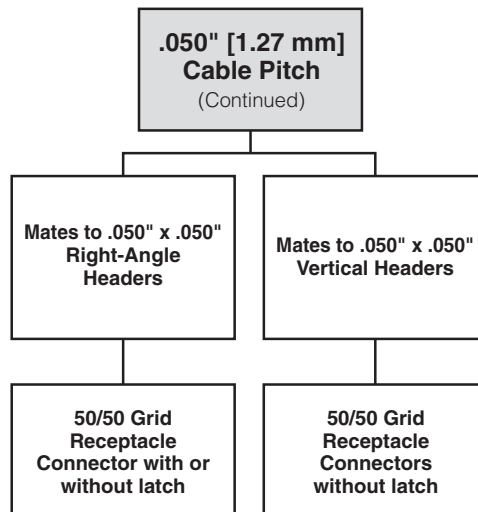 .050" [1.27 mm]
Cable Pitch
(Continued)
Mates to .050" x .050"
Right-Angle
Headers
Mates to .050" x .050"
Vertical Headers
50/50 Grid
Receptacle
Connector with or
without latch
50/50 Grid
Receptacle
Connectors
without latch